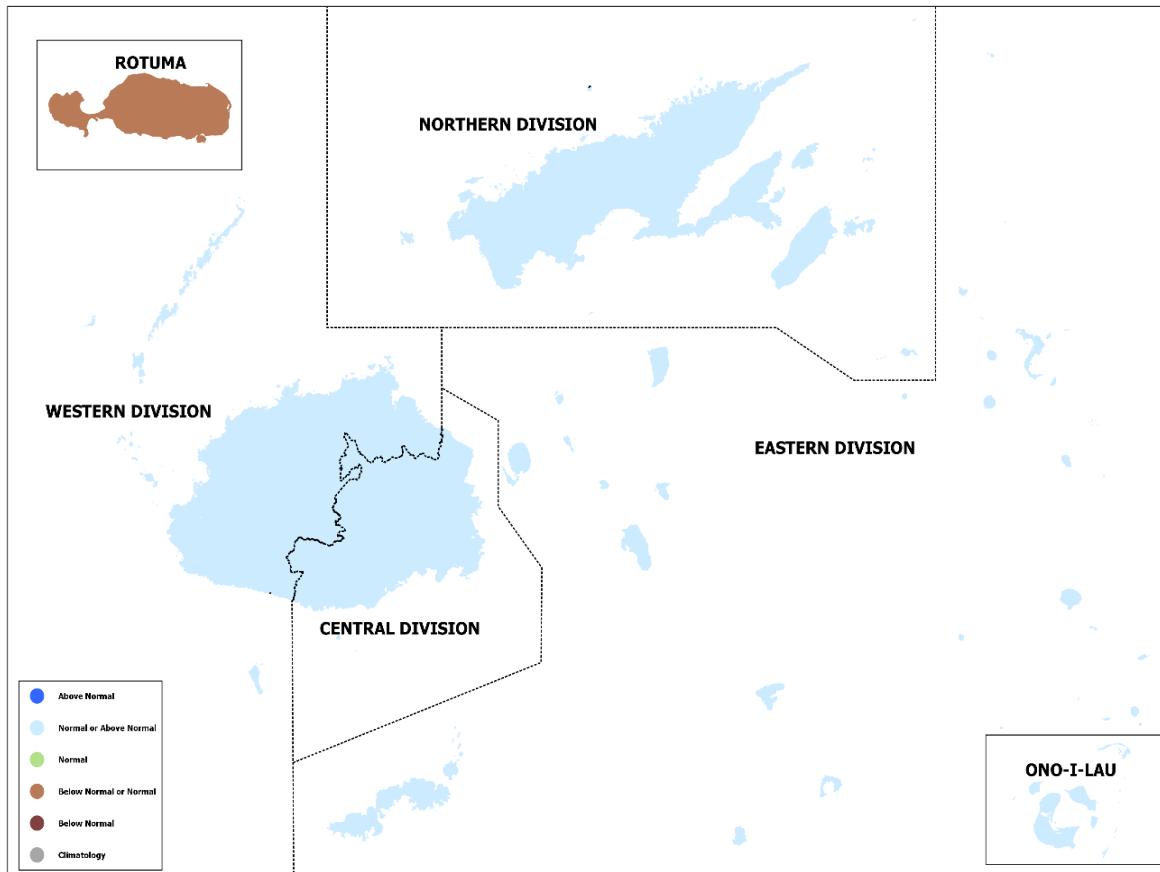 ROTUMA
NORTHERN DIVISION
WESTERN DIVISION
EASTERN DIVISION
CENTRAL DIVISION
Above Normal
Normal or Above Normal
Normal
Below Normal or Normal
Below Normal
Climatology
ONO-I-LAU